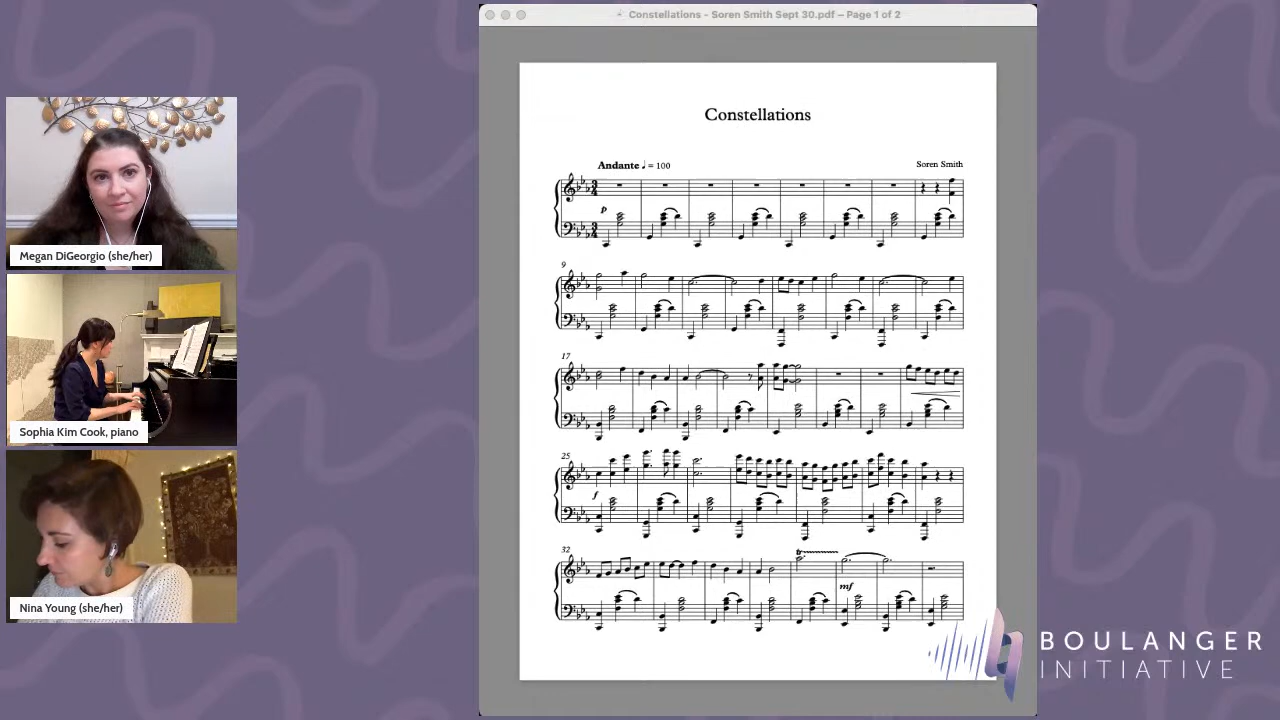 Constellations – Soren Smith Sept 30.pdf – Page 1 of 2
Constellations
Andante ♩ = 100
Soren Smith
p
9
17
25
f
32
tr
mf
Megan DiGeorgio (she/her)
Sophia Kim Cook, piano
Nina Young (she/her)
BOULANGER
INITIATIVE